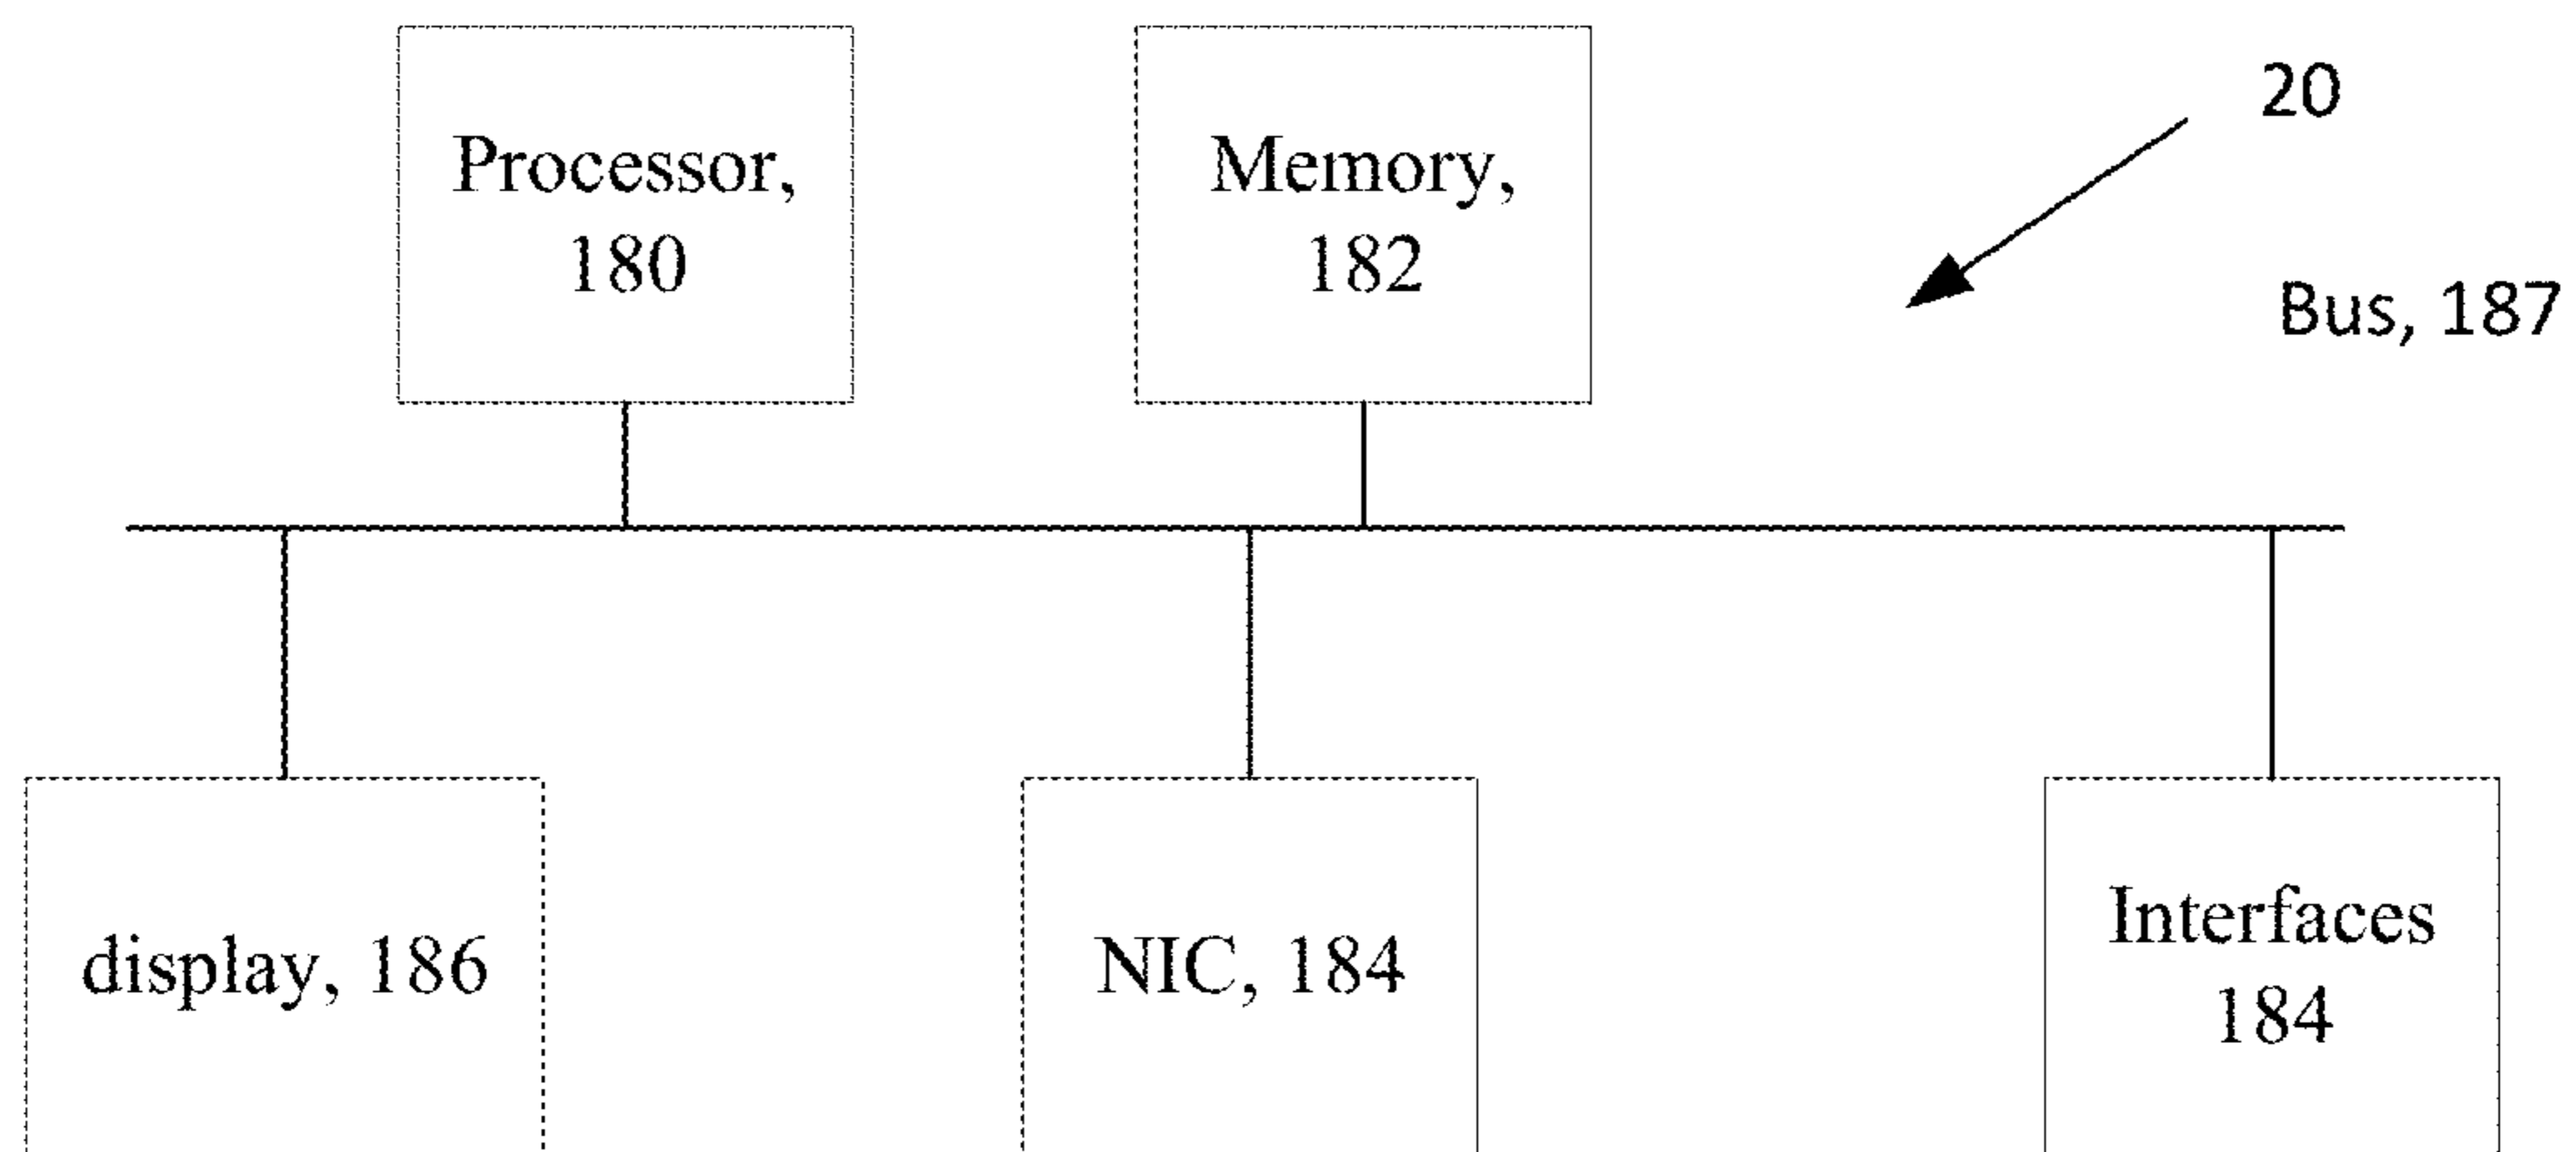 Processor,
180
Memory,
182
20
Bus, 187
display, 186
NIC, 184
Interfaces
184